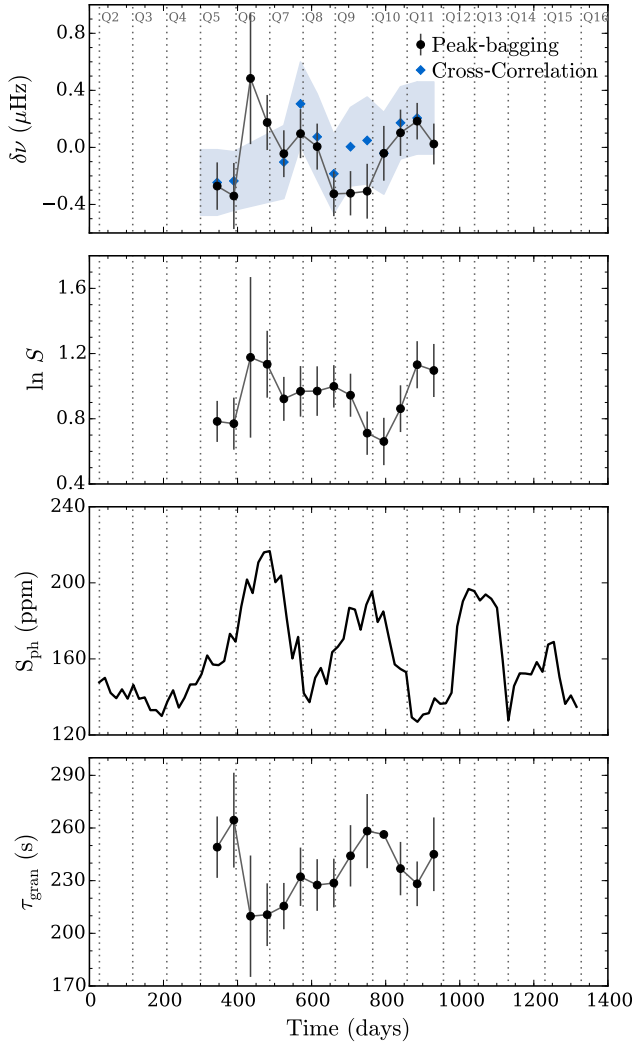 Q2 Q3 Q4 Q5 Q6 Q7 Q8 Q9 Q10 Q11 Q12 Q13 Q14 Q15 Q16
Peak-bagging
Cross-Correlation
0.8
0.4
0.0
−0.4
δν (μHz)
1.6
1.2
0.8
0.4
ln S
240
200
160
120
S_ph (ppm)
290
260
230
200
170
τ_gran (s)
0 200 400 600 800 1000 1200 1400
Time (days)